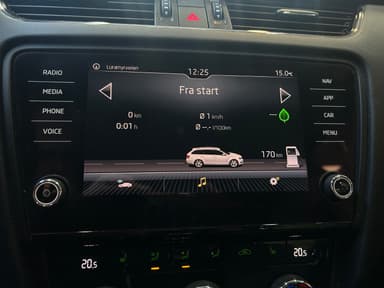 RADIO
MEDIA
PHONE
VOICE
12:25
15.0°C
Fra start
0 km
0:01 h
Ø 1 km/h
Ø --,- l/100km
170 km
NAV
APP
CAR
MENU
20.5
20.5